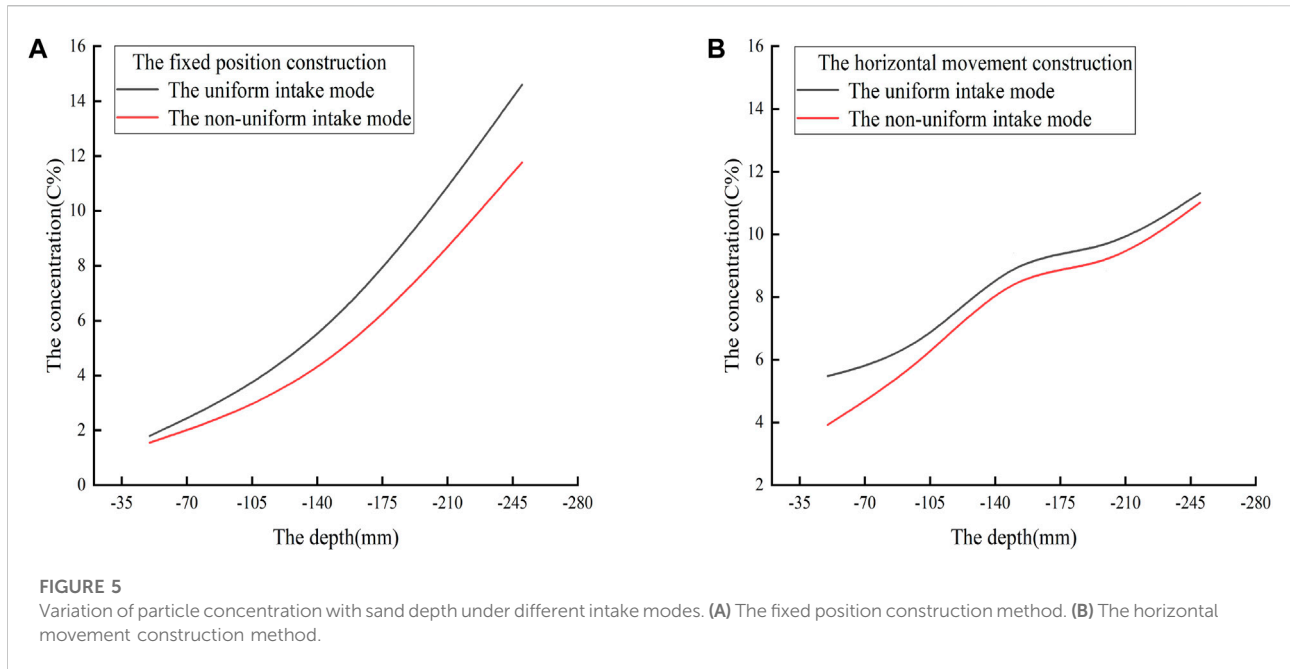 A
The fixed position construction
The uniform intake mode
The non-uniform intake mode
The concentration(C%)
16
14
12
10
8
6
4
2
0
-35 -70 -105 -140 -175 -210 -245 -280
The depth(mm)
B
The horizontal movement construction
The uniform intake mode
The non-uniform intake mode
The concentration(C%)
16
14
12
10
8
6
4
2
-35 -70 -105 -140 -175 -210 -245 -280
The depth(mm)
FIGURE 5
Variation of particle concentration with sand depth under different intake modes. (A) The fixed position construction method. (B) The horizontal
movement construction method.